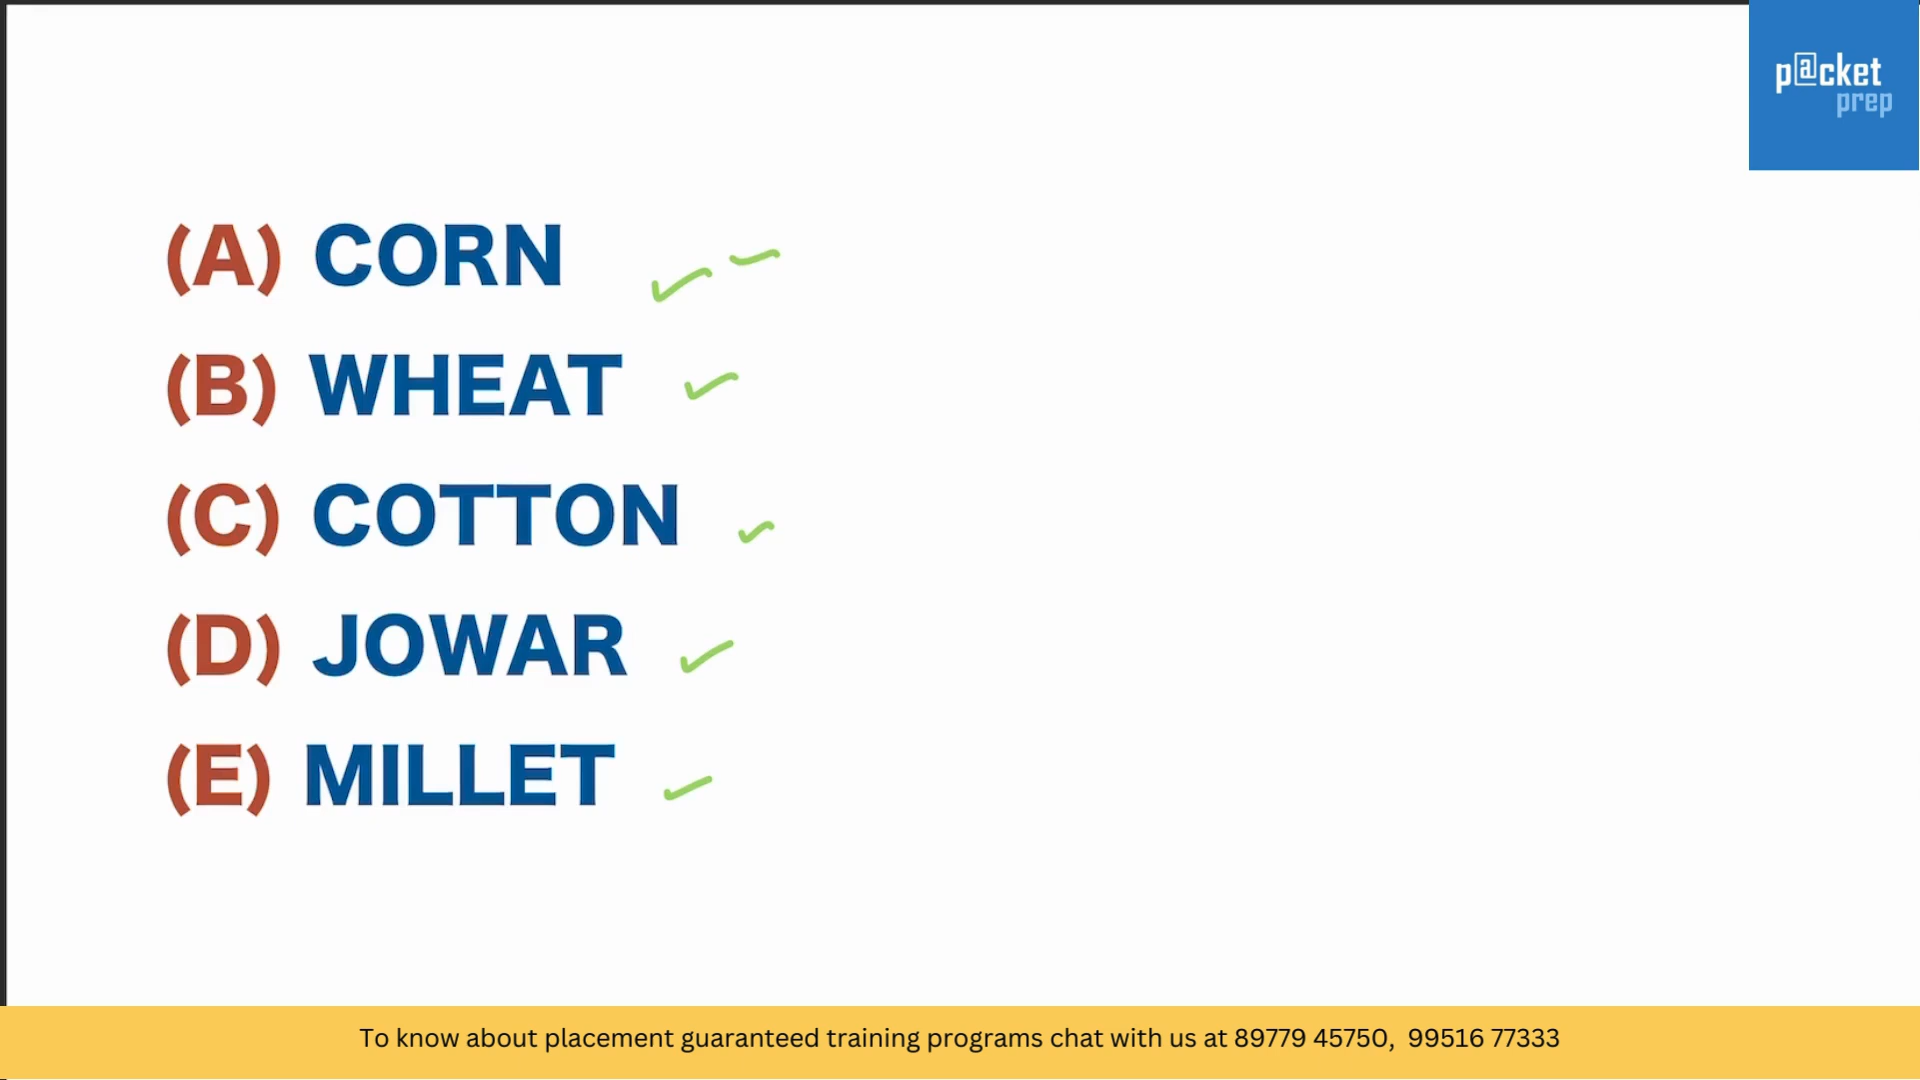 p@cket
prep
(A) CORN
(B) WHEAT
(C) COTTON
(D) JOWAR
(E) MILLET
To know about placement guaranteed training programs chat with us at 89779 45750, 99516 77333